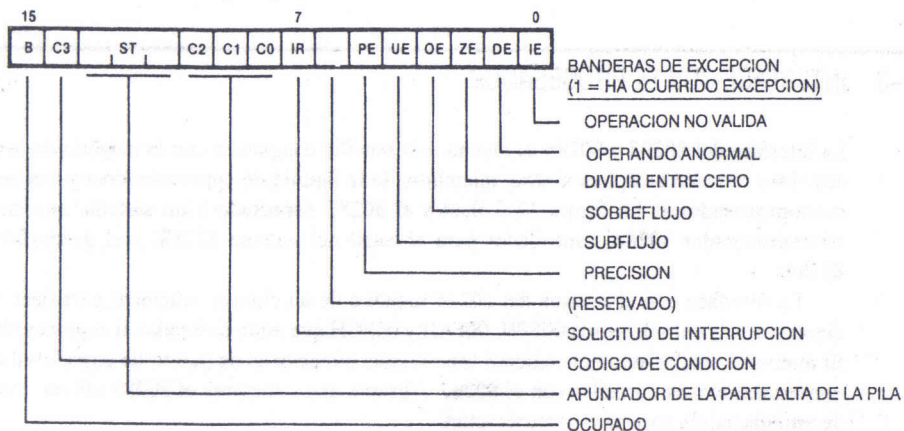 15 7 0
B C3 ST C2 C1 C0 IR PE UE OE ZE DE IE
BANDERAS DE EXCEPCION
(1 = HA OCURRIDO EXCEPCION)
OPERACION NO VALIDA
OPERANDO ANORMAL
DIVIDIR ENTRE CERO
SOBREFLUJO
SUBFLUJO
PRECISION
(RESERVADO)
SOLICITUD DE INTERRUPCION
CODIGO DE CONDICION
APUNTADOR DE LA PARTE ALTA DE LA PILA
OCUPADO